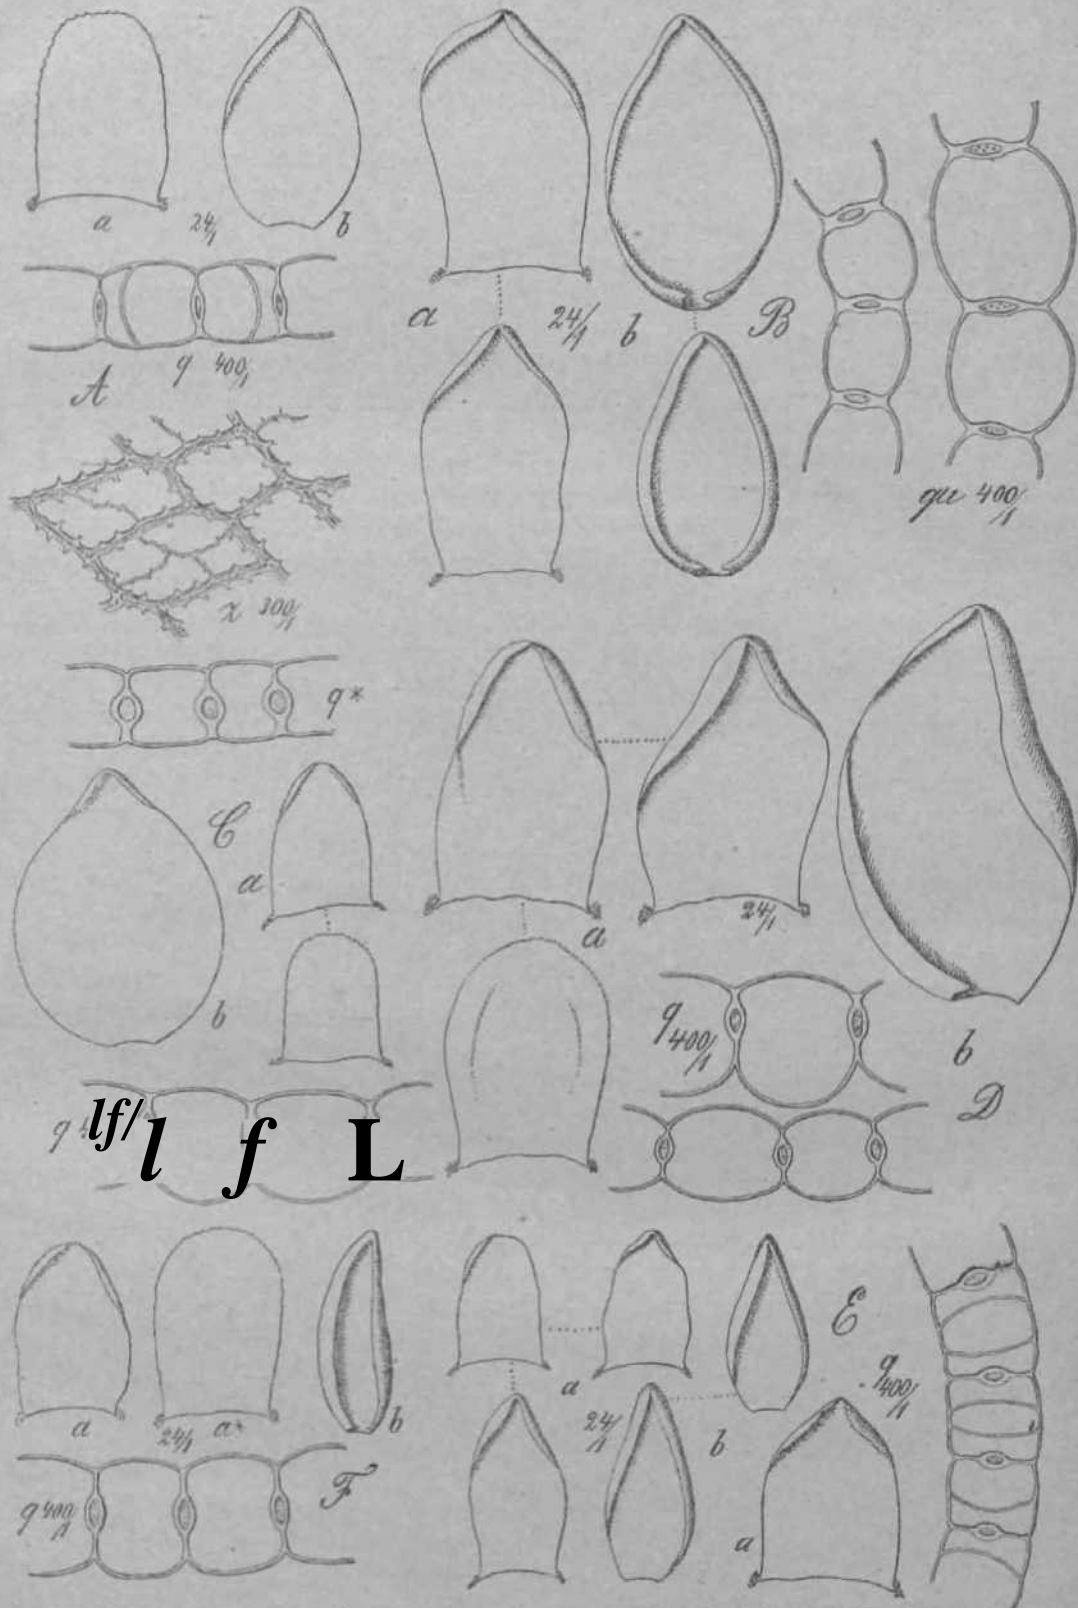 a 24/1 b
q 400/1
A
a 24/1 b B
qu 400/1
x 300/1
q*
C
a
b
a 24/1
q 400/1
b
D
lf/ l f L
a 24/1 a* b
q 400/1 F
E
a 24/1 b
q 400/1
a